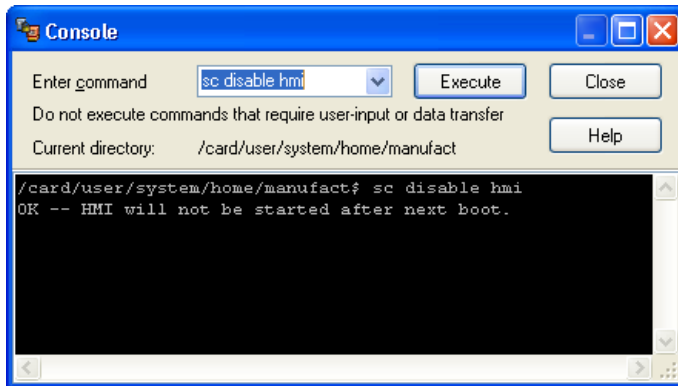 Console
Enter command sc disable hmi Execute Close
Do not execute commands that require user-input or data transfer
Help
Current directory: /card/user/system/home/manufact
/card/user/system/home/manufact$ sc disable hmi
OK -- HMI will not be started after next boot.